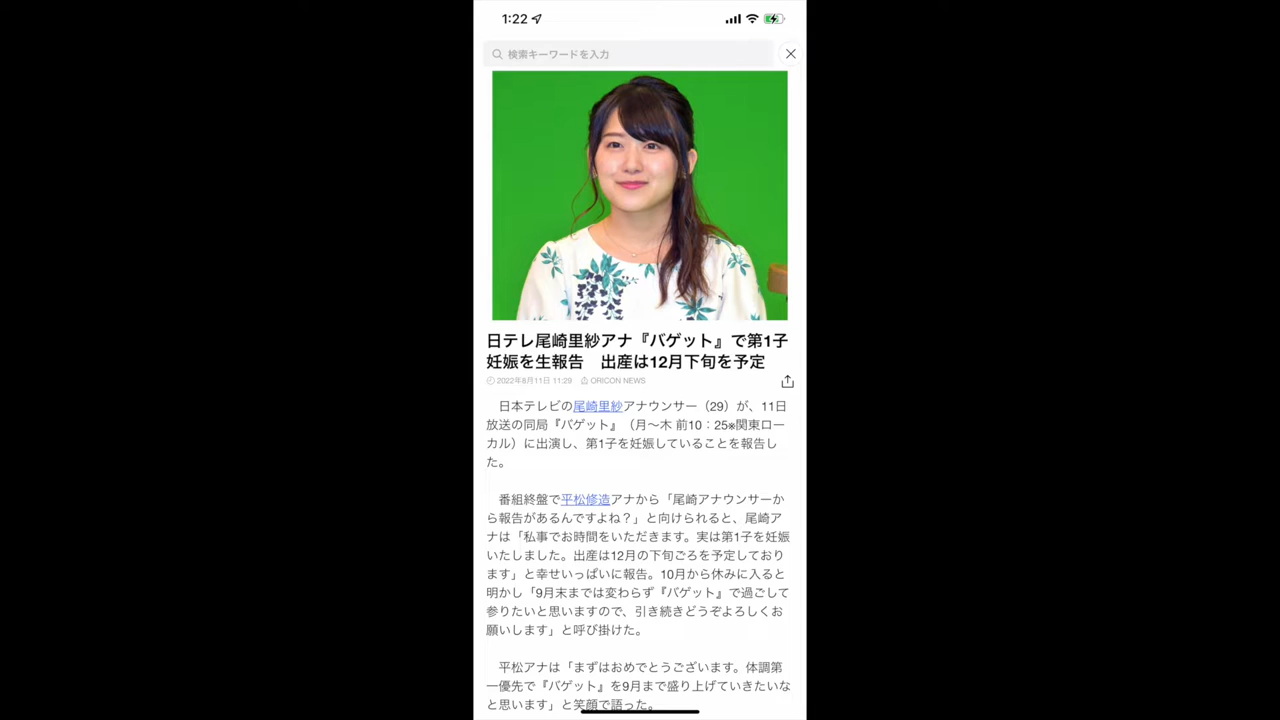 1:22
検索キーワードを入力
日テレ尾崎里紗アナ『バゲット』で第1子
妊娠を生報告　出産は12月下旬を予定
2022年8月11日 11:29 ORICON NEWS
日本テレビの尾崎里紗アナウンサー（29）が、11日
放送の同局『バゲット』（月〜木 前10：25※関東ロー
カル）に出演し、第1子を妊娠していることを報告し
た。
番組終盤で平松修造アナから「尾崎アナウンサーか
ら報告があるんですよね？」と向けられると、尾崎ア
ナは「私事でお時間をいただきます。実は第1子を妊娠
いたしました。出産は12月の下旬ごろを予定しており
ます」と幸せいっぱいに報告。10月から休みに入ると
明かし「9月末までは変わらず『バゲット』で過ごして
参りたいと思いますので、引き続きどうぞよろしくお
願いします」と呼び掛けた。
平松アナは「まずはおめでとうございます。体調第
一優先で『バゲット』を9月まで盛り上げていきたいな
と思います」と笑顔で語った。